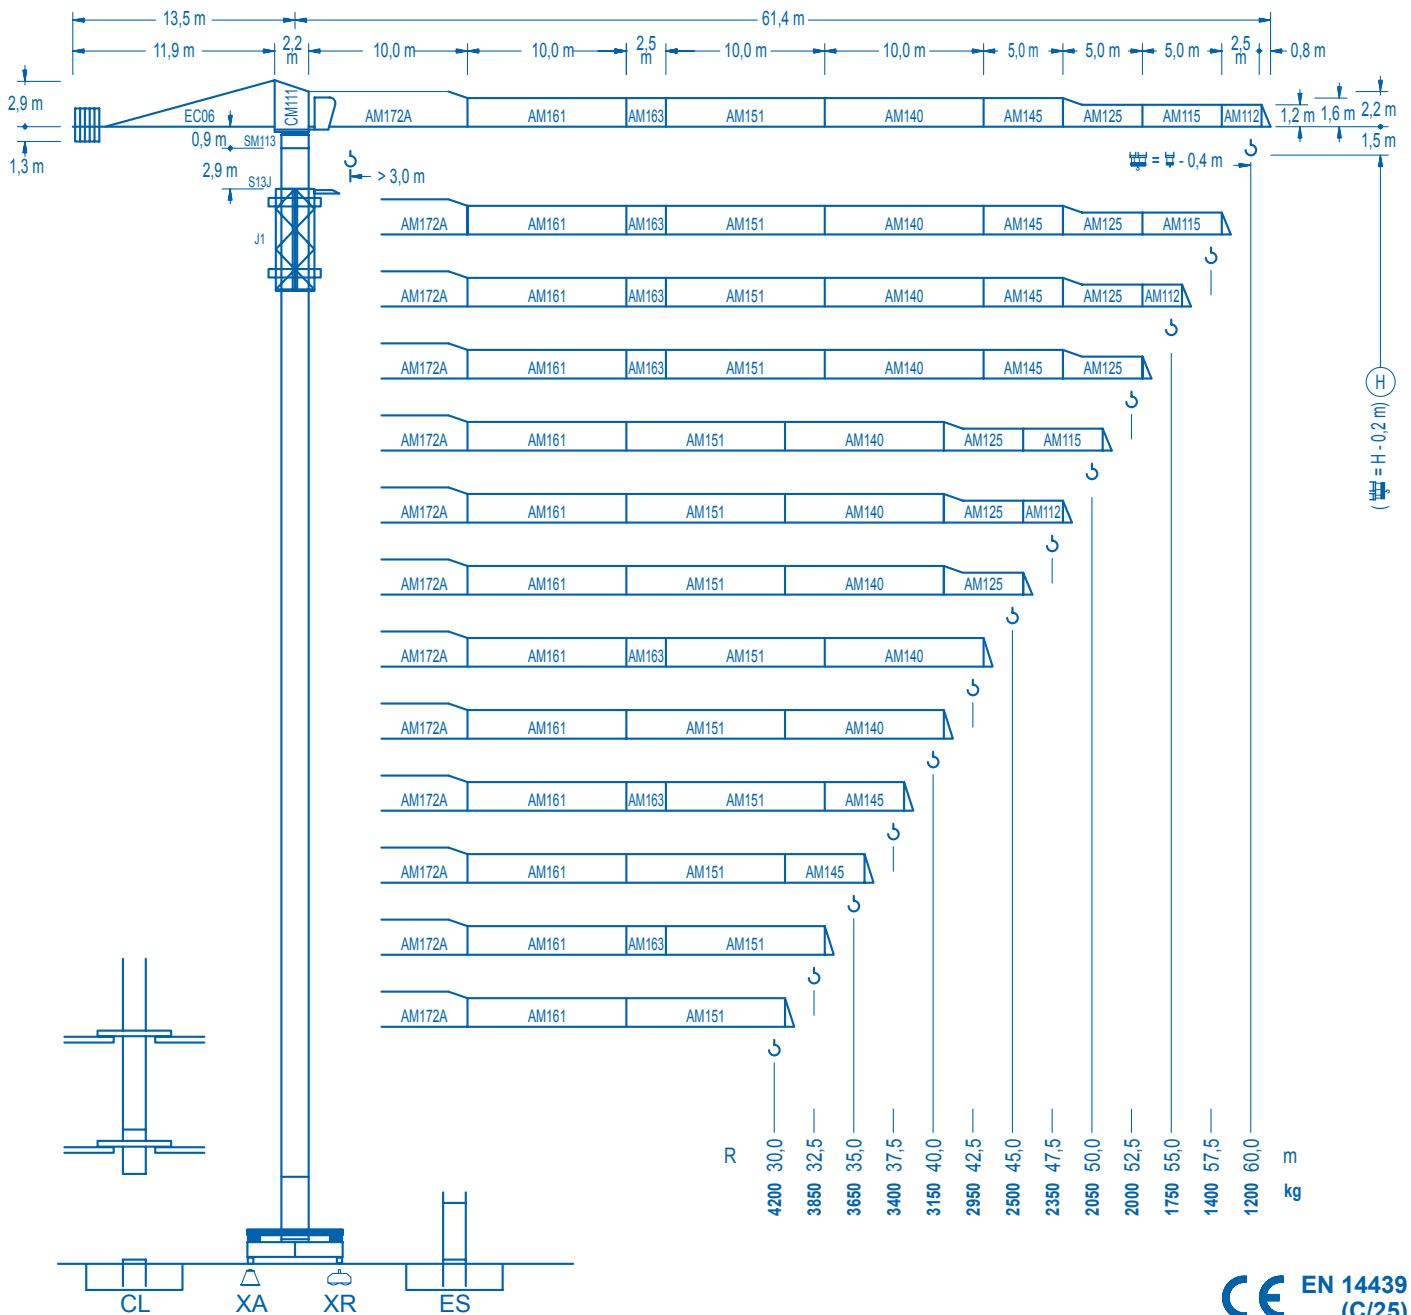 13,5 m 61,4 m
11,9 m 2,2 m 10,0 m 10,0 m 2,5 m 10,0 m 10,0 m 5,0 m 5,0 m 5,0 m 2,5 m 0,8 m
2,9 m EC06 CM111 AM172A AM161 AM163 AM151 AM140 AM145 AM125 AM115 AM112 1,2 m 1,6 m 2,2 m
1,3 m 0,9 m SM113 1,5 m
2,9 m S13J > 3,0 m = - 0,4 m
J1
AM172A AM161 AM163 AM151 AM140 AM145 AM125 AM115
AM172A AM161 AM163 AM151 AM140 AM145 AM125 AM112
AM172A AM161 AM163 AM151 AM140 AM145 AM125
H
( = H - 0,2 m)
AM172A AM161 AM151 AM140 AM125 AM115
AM172A AM161 AM151 AM140 AM125 AM112
AM172A AM161 AM151 AM140 AM125
AM172A AM161 AM163 AM151 AM140
AM172A AM161 AM151 AM140
AM172A AM161 AM163 AM151 AM145
AM172A AM161 AM151 AM145
AM172A AM161 AM163 AM151
AM172A AM161 AM151
R 30,0 32,5 35,0 37,5 40,0 42,5 45,0 47,5 50,0 52,5 55,0 57,5 60,0 m
4200 3850 3650 3400 3150 2950 2500 2350 2050 2000 1750 1400 1200 kg
CL XA XR ES
CE EN 14439
(C/25)